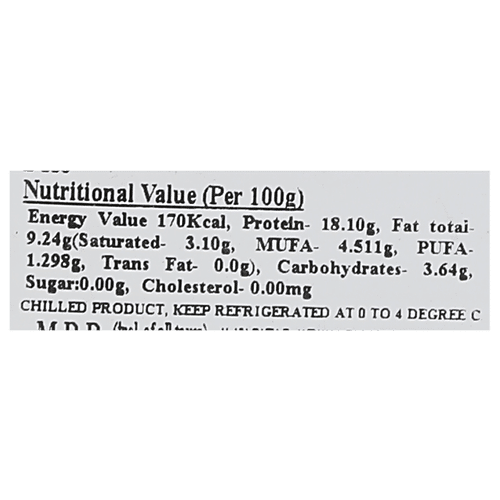 Nutritional Value (Per 100g)
Energy Value 170Kcal, Protein- 18.10g, Fat total-
9.24g(Saturated- 3.10g, MUFA- 4.511g, PUFA-
1.298g, Trans Fat- 0.0g), Carbohydrates- 3.64g,
Sugar:0.00g, Cholesterol- 0.00mg
CHILLED PRODUCT, KEEP REFRIGERATED AT 0 TO 4 DEGREE C